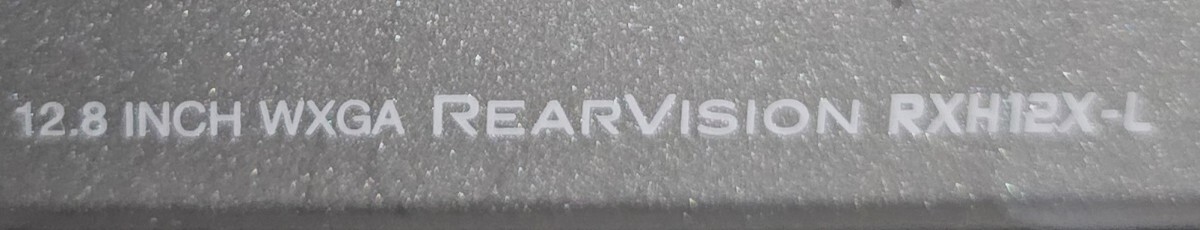 12.8 INCH WXGA REARVISION RXH12X-L